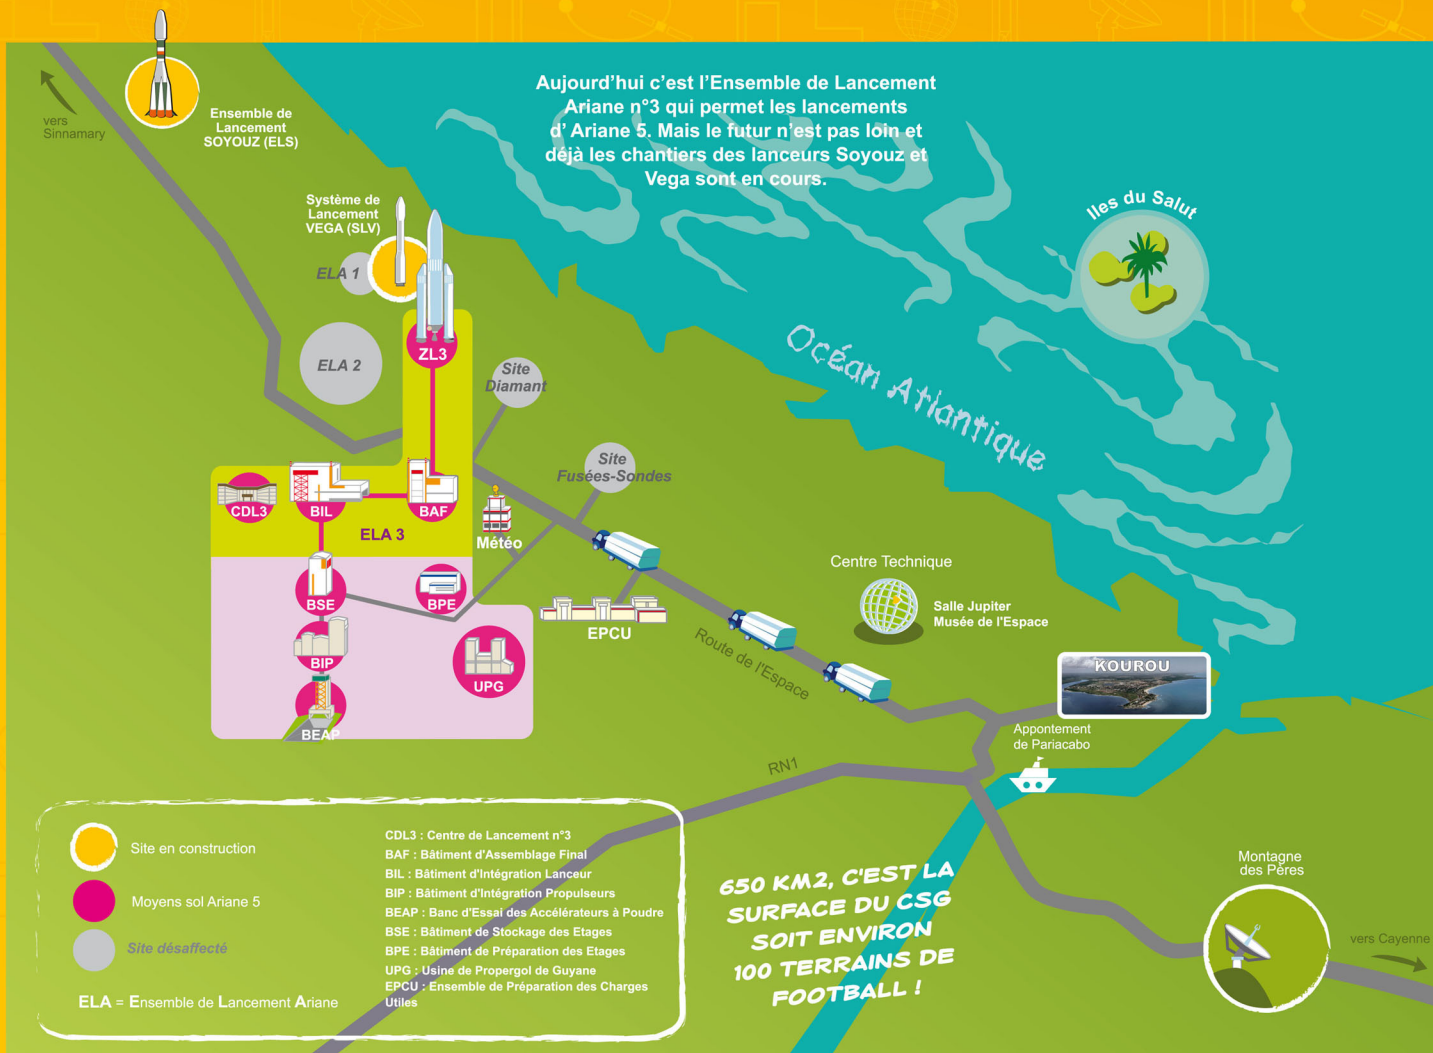 vers
Sinnamary
Ensemble de
Lancement
SOYOUZ (ELS)
Aujourd'hui c'est l'Ensemble de Lancement
Ariane n°3 qui permet les lancements
d' Ariane 5. Mais le futur n'est pas loin et
déjà les chantiers des lanceurs Soyouz et
Vega sont en cours.
Système de
Lancement
VEGA (SLV)
ELA 1
ELA 2
ZL3
Site
Diamant
Site
Fusées-Sondes
Iles du Salut
Océan Atlantique
CDL3
BIL
BAF
ELA 3
Météo
BSE
BPE
BIP
UPG
BEAP
EPCU
Route de l'Espace
Centre Technique
Salle Jupiter
Musée de l'Espace
KOUROU
Appontement
de Pariacabo
RN1
Montagne
des Pères
vers Cayenne
650 KM2, C'EST LA
SURFACE DU CSG
SOIT ENVIRON
100 TERRAINS DE
FOOTBALL !
Site en construction
Moyens sol Ariane 5
Site désaffecté
ELA = Ensemble de Lancement Ariane
CDL3 : Centre de Lancement n°3
BAF : Bâtiment d'Assemblage Final
BIL : Bâtiment d'Intégration Lanceur
BIP : Bâtiment d'Intégration Propulseurs
BEAP : Banc d'Essai des Accélérateurs à Poudre
BSE : Bâtiment de Stockage des Etages
BPE : Bâtiment de Préparation des Etages
UPG : Usine de Propergol de Guyane
EPCU : Ensemble de Préparation des Charges
Utiles